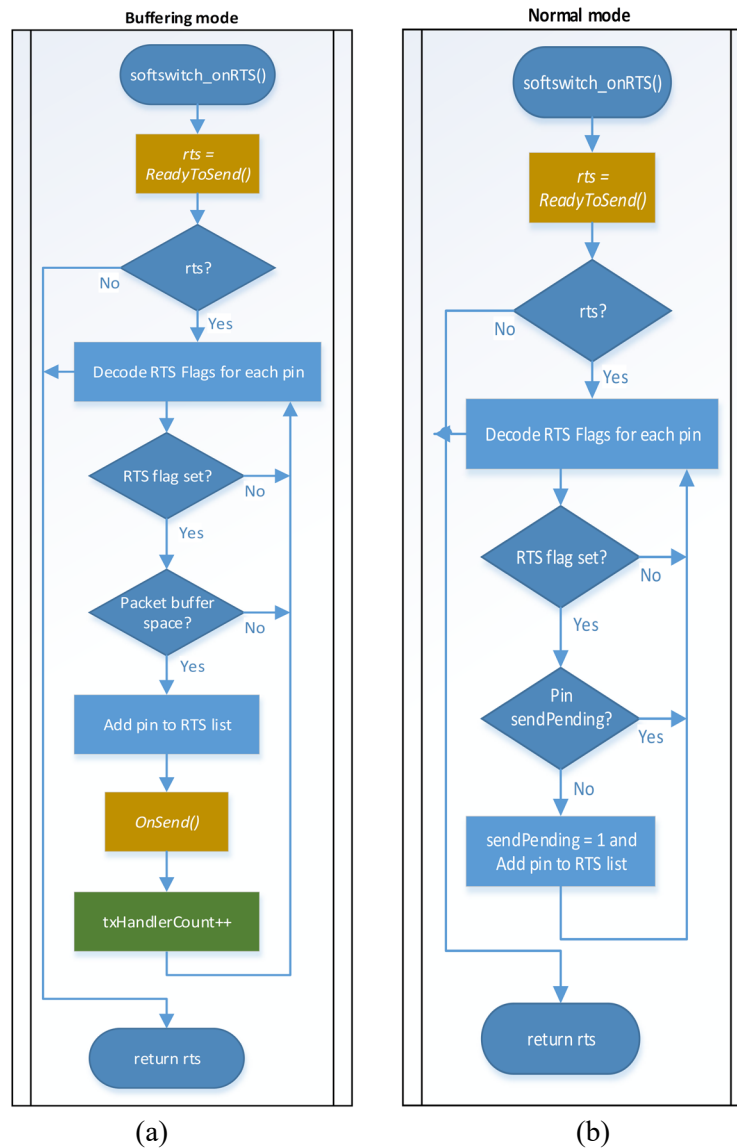 Buffering mode
softswitch_onRTS()
rts =
ReadyToSend()
rts?
No
Yes
Decode RTS Flags for each pin
RTS flag set?
No
Yes
Packet buffer
space?
No
Yes
Add pin to RTS list
OnSend()
txHandlerCount++
return rts
(a)
Normal mode
softswitch_onRTS()
rts =
ReadyToSend()
rts?
No
Yes
Decode RTS Flags for each pin
RTS flag set?
No
Yes
Pin
sendPending?
Yes
No
sendPending = 1 and
Add pin to RTS list
return rts
(b)